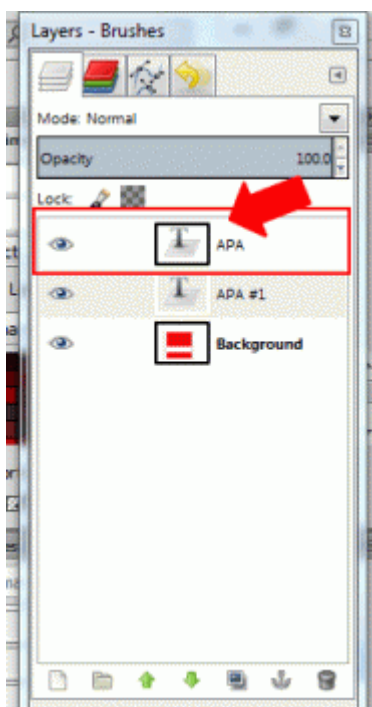 Layers - Brushes
Mode: Normal
Opacity 100.0
Lock:
T APA
T APA #1
Background